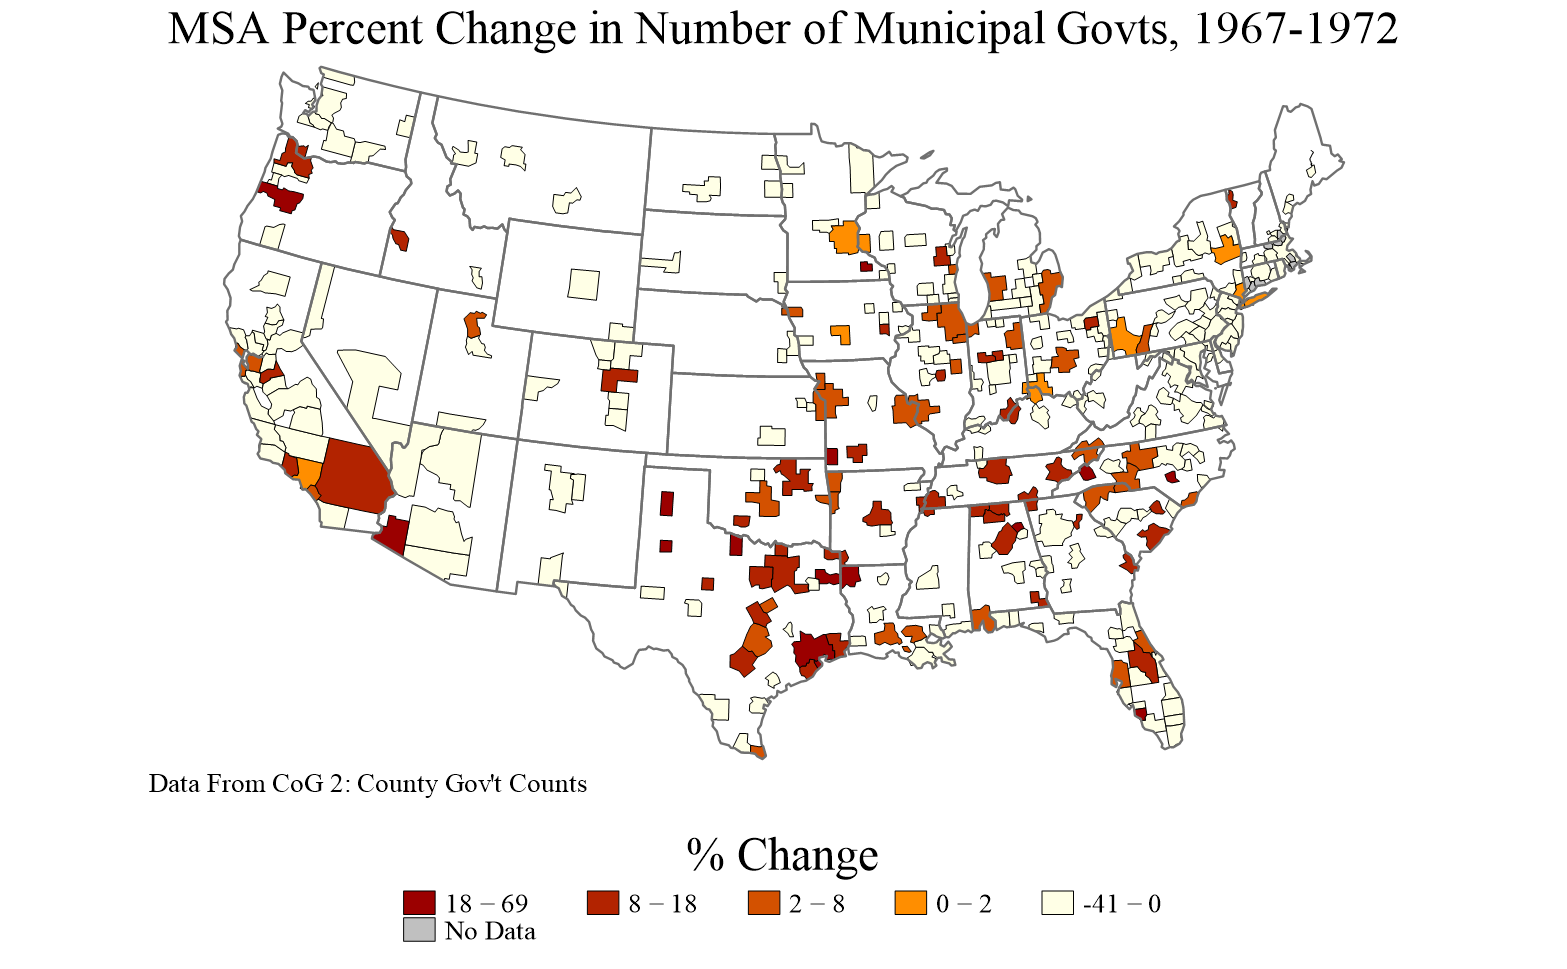 MSA Percent Change in Number of Municipal Govts, 1967-1972
Data From CoG 2: County Gov't Counts
% Change
18 – 69
8 – 18
2 – 8
0 – 2
-41 – 0
No Data